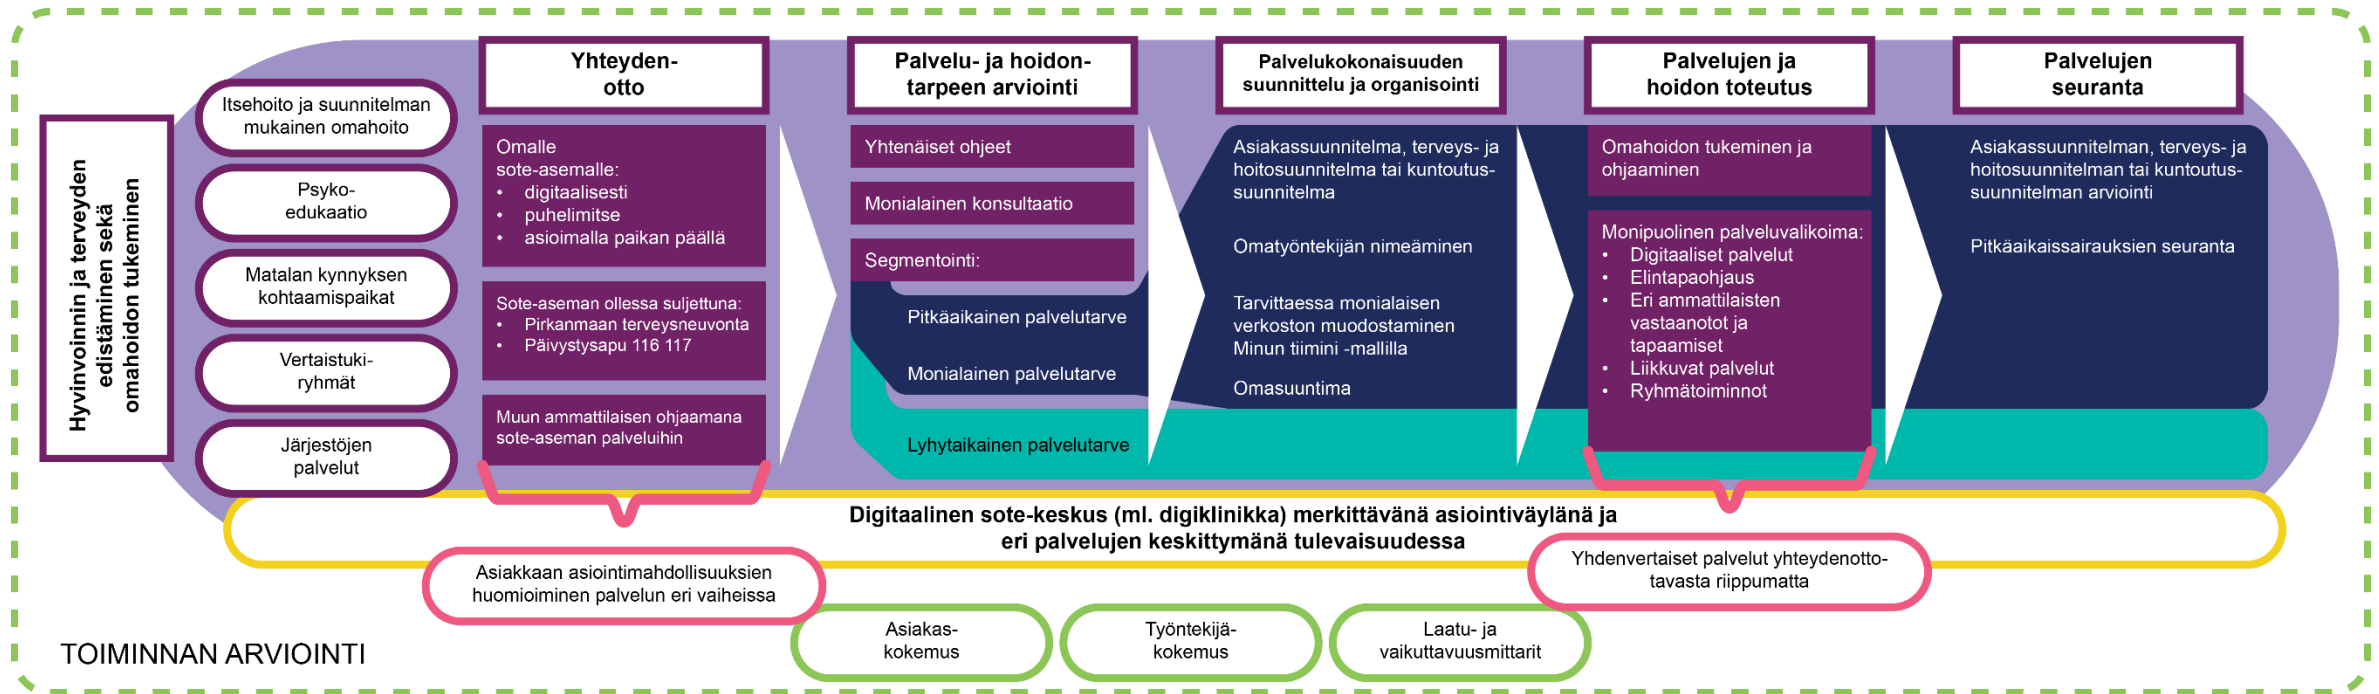 Hyvinvoinnin ja terveyden
edistäminen sekä
omahoidon tukeminen
Itsehoito ja suunnitelman
mukainen omahoito
Psyko-
edukaatio
Matalan kynnyksen
kohtaamispaikat
Vertaistuki-
ryhmät
Järjestöjen
palvelut
Yhteyden-
otto
Omalle
sote-asemalle:
• digitaalisesti
• puhelimitse
• asioimalla paikan päällä
Sote-aseman ollessa suljettuna:
• Pirkanmaan terveysneuvonta
• Päivystysapu 116 117
Muun ammattilaisen ohjaamana
sote-aseman palveluihin
Palvelu- ja hoidon-
tarpeen arviointi
Yhtenäiset ohjeet
Monialainen konsultaatio
Segmentointi:
Pitkäaikainen palvelutarve
Monialainen palvelutarve
Lyhytaikainen palvelutarve
Palvelukokonaisuuden
suunnittelu ja organisointi
Asiakassuunnitelma, terveys- ja
hoitosuunnitelma tai kuntoutus-
suunnitelma
Omatyöntekijän nimeäminen
Tarvittaessa monialaisen
verkoston muodostaminen
Minun tiimini -mallilla
Omasuuntima
Palvelujen ja
hoidon toteutus
Omahoidon tukeminen ja
ohjaaminen
Monipuolinen palveluvalikoima:
• Digitaaliset palvelut
• Elintapaohjaus
• Eri ammattilaisten
vastaanotot ja
tapaamiset
• Liikkuvat palvelut
• Ryhmätoiminnot
Palvelujen
seuranta
Asiakassuunnitelman, terveys- ja
hoitosuunnitelman tai kuntoutus-
suunnitelman arviointi
Pitkäaikaissairauksien seuranta
Digitaalinen sote-keskus (ml. digiklinikka) merkittävänä asiointiväylänä ja
eri palvelujen keskittymänä tulevaisuudessa
Asiakkaan asiointimahdollisuuksien
huomioiminen palvelun eri vaiheissa
Yhdenvertaiset palvelut yhteydenotto-
tavasta riippumatta
TOIMINNAN ARVIOINTI
Asiakas-
kokemus
Työntekijä-
kokemus
Laatu- ja
vaikuttavuusmittarit